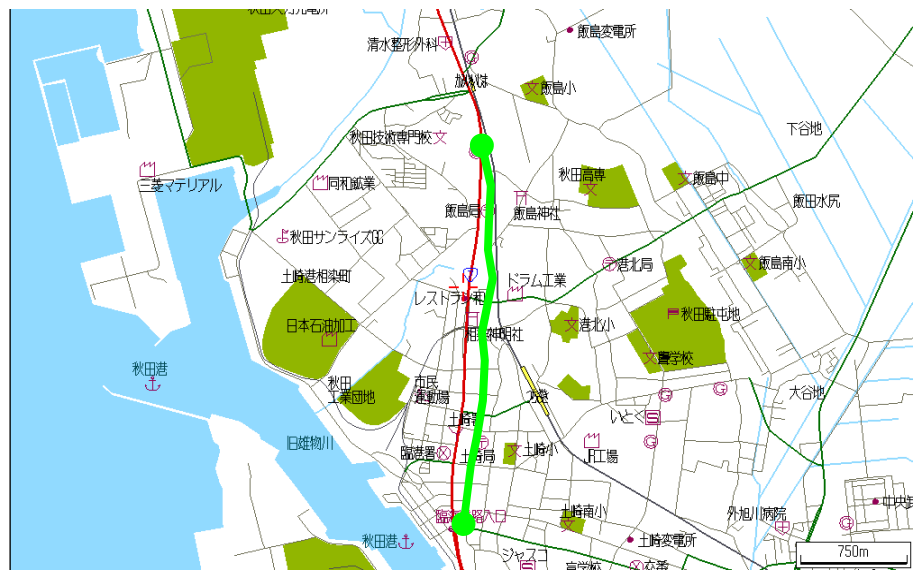 清水整形外科
飯島変電所
飯島小
秋田技術専門校
下谷地
三菱マテリアル
同和鉱業
秋田高専
飯島中
飯島局
飯島神社
飯田水尻
秋田サンライズGC
土崎港相染町
港北局
飯島南小
レストラン和
ドラム工業
日本石油加工
相染神明社
港北小
秋田駐屯地
聾学校
秋田港
秋田
工業団地
市民
運動場
大谷地
いとく
旧雄物川
臨港署
土崎局
土崎小
JR工場
土崎南小
外旭川病院
秋田港
ジャスコ
土崎変電所
750m